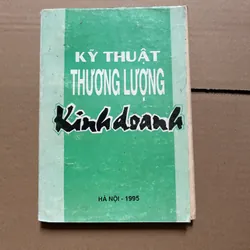 KỸ THUẬT
THƯƠNG LƯỢNG
Kinh doanh
HÀ NỘI - 1995